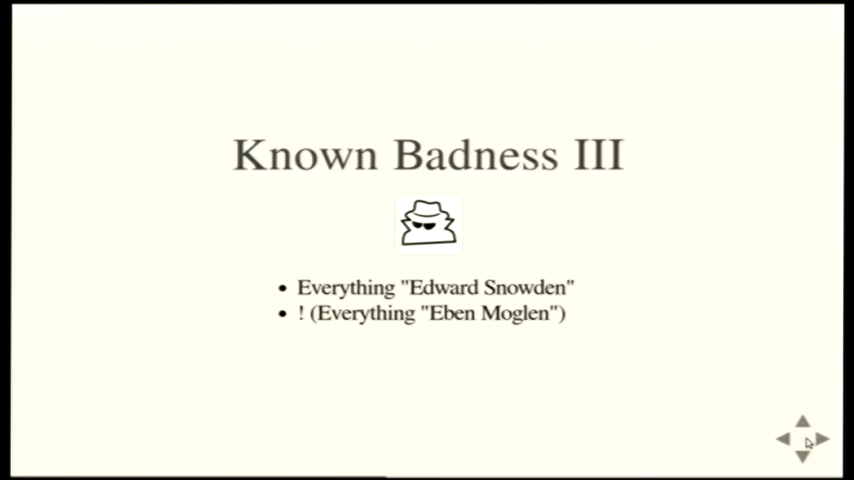 Known Badness III
• Everything "Edward Snowden"
• ! (Everything "Eben Moglen")